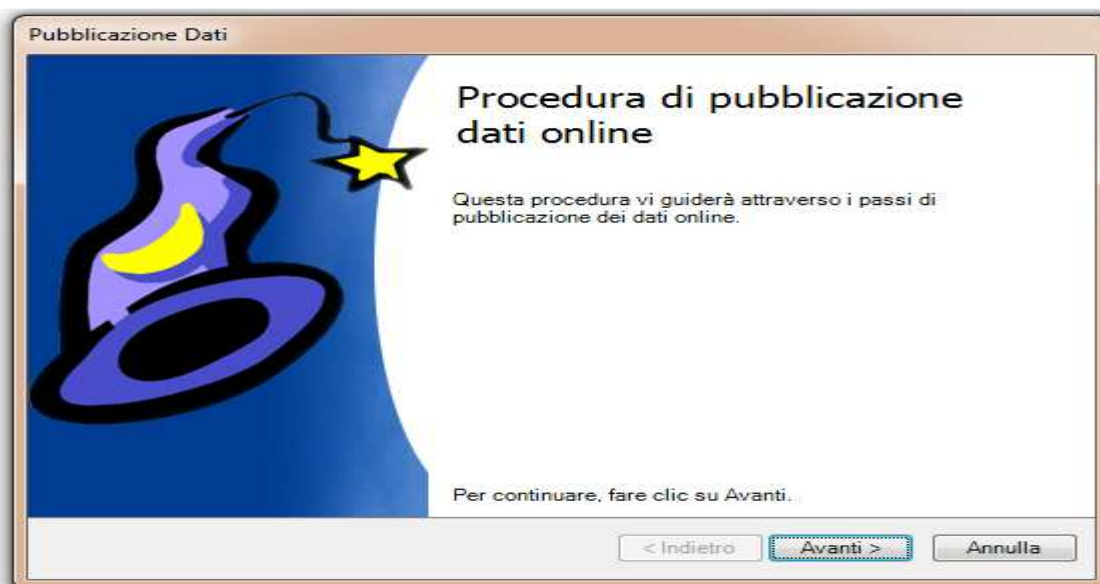 Pubblicazione Dati
Procedura di pubblicazione
dati online
Questa procedura vi guiderà attraverso i passi di
pubblicazione dei dati online.
Per continuare, fare clic su Avanti.
< Indietro Avanti > Annulla